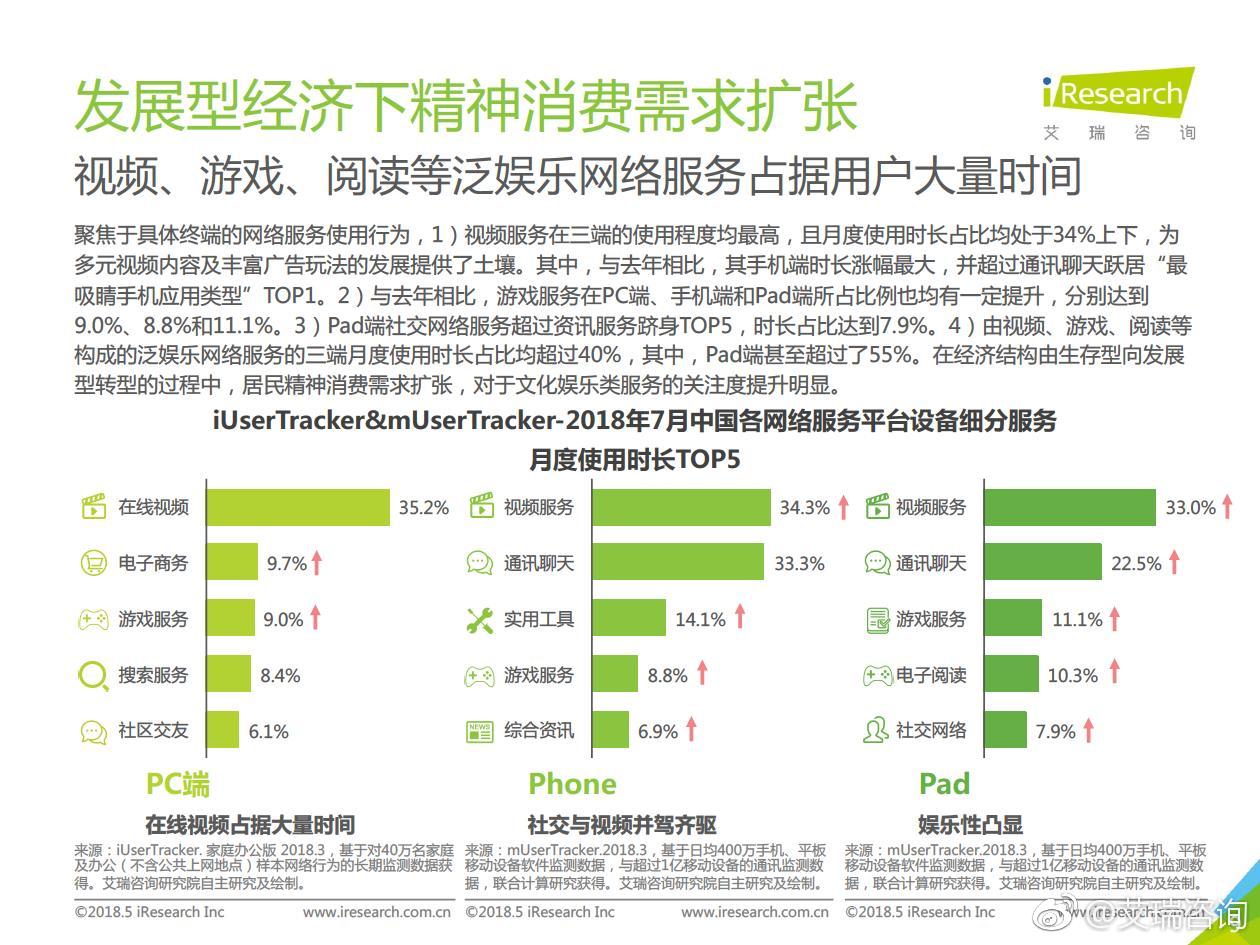 发展型经济下精神消费需求扩张
iResearch
艾瑞咨询
视频、游戏、阅读等泛娱乐网络服务占据用户大量时间
聚焦于具体终端的网络服务使用行为，1）视频服务在三端的使用程度均最高，且月度使用时长占比均处于34%上下，为
多元视频内容及丰富广告玩法的发展提供了土壤。其中，与去年相比，其手机端时长涨幅最大，并超过通讯聊天跃居“最
吸睛手机应用类型”TOP1。2）与去年相比，游戏服务在PC端、手机端和Pad端所占比例也均有一定提升，分别达到
9.0%、8.8%和11.1%。3）Pad端社交网络服务超过资讯服务跻身TOP5，时长占比达到7.9%。4）由视频、游戏、阅读等
构成的泛娱乐网络服务的三端月度使用时长占比均超过40%，其中，Pad端甚至超过了55%。在经济结构由生存型向发展
型转型的过程中，居民精神消费需求扩张，对于文化娱乐类服务的关注度提升明显。
iUserTracker&mUserTracker-2018年7月中国各网络服务平台设备细分服务
月度使用时长TOP5
在线视频 35.2%
电子商务 9.7%
游戏服务 9.0%
搜索服务 8.4%
社区交友 6.1%
PC端
在线视频占据大量时间
来源：iUserTracker. 家庭办公版 2018.3，基于对40万名家庭
及办公（不含公共上网地点）样本网络行为的长期监测数据获
得。艾瑞咨询研究院自主研究及绘制。
©2018.5 iResearch Inc www.iresearch.com.cn
视频服务 34.3%
通讯聊天 33.3%
实用工具 14.1%
游戏服务 8.8%
NEWS
综合资讯 6.9%
Phone
社交与视频并驾齐驱
来源：mUserTracker.2018.3，基于日均400万手机、平板
移动设备软件监测数据，与超过1亿移动设备的通讯监测数
据，联合计算研究获得。艾瑞咨询研究院自主研究及绘制。
©2018.5 iResearch Inc www.iresearch.com.cn
视频服务 33.0%
通讯聊天 22.5%
游戏服务 11.1%
电子阅读 10.3%
社交网络 7.9%
Pad
娱乐性凸显
来源：mUserTracker.2018.3，基于日均400万手机、平板
移动设备软件监测数据，与超过1亿移动设备的通讯监测数
据，联合计算研究获得。艾瑞咨询研究院自主研究及绘制。
©2018.5 iResearch Inc www.iresearch.com.cn
@艾瑞咨询